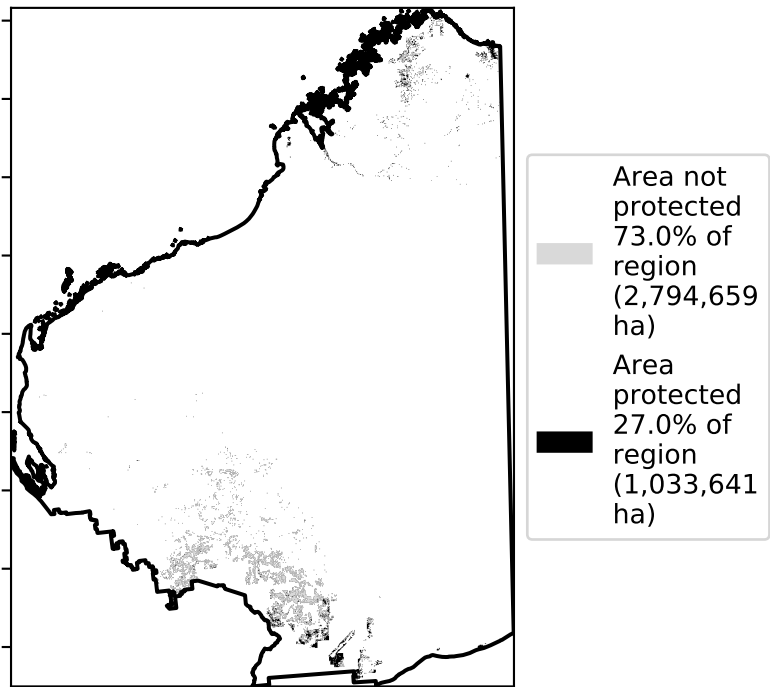 Area not
protected
73.0% of
region
(2,794,659
ha)
Area
protected
27.0% of
region
(1,033,641
ha)